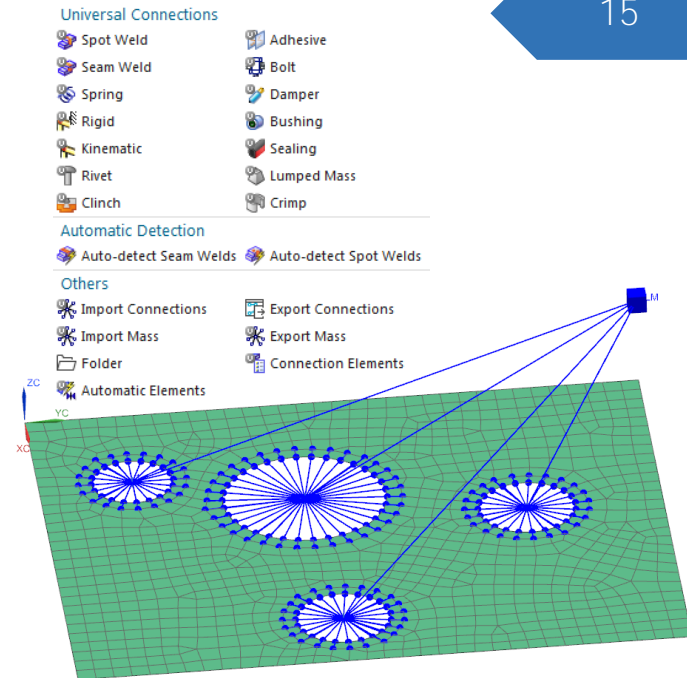 15
Universal Connections
Spot Weld Adhesive
Seam Weld Bolt
Spring Damper
Rigid Bushing
Kinematic Sealing
Rivet Lumped Mass
Clinch Crimp
Automatic Detection
Auto-detect Seam Welds Auto-detect Spot Welds
Others
Import Connections Export Connections
Import Mass Export Mass
Folder Connection Elements
Automatic Elements
LM
ZC
YC
XC